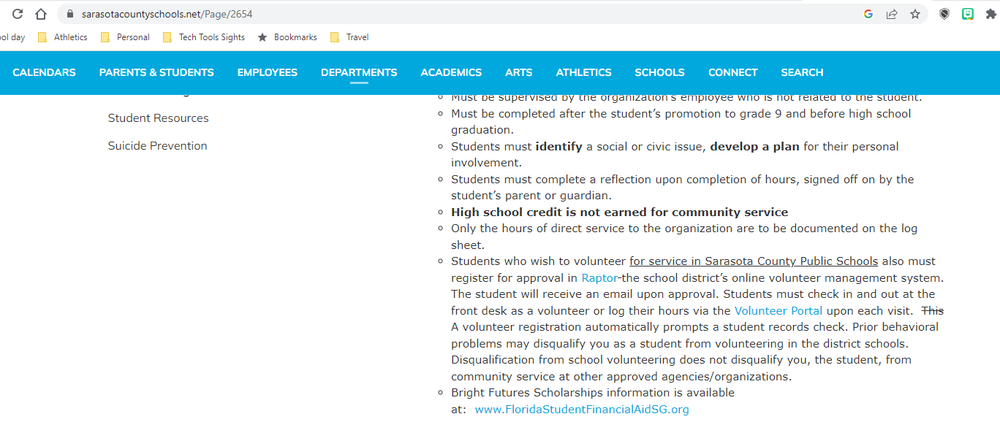 sarasotacountyschools.net/Page/2654
ool day Athletics Personal Tech Tools Sights Bookmarks Travel
CALENDARS PARENTS & STUDENTS EMPLOYEES DEPARTMENTS ACADEMICS ARTS ATHLETICS SCHOOLS CONNECT SEARCH
Student Resources
Suicide Prevention
Must be supervised by the organization's employee who is not related to the student.
Must be completed after the student's promotion to grade 9 and before high school
graduation.
Students must identify a social or civic issue, develop a plan for their personal
involvement.
Students must complete a reflection upon completion of hours, signed off on by the
student's parent or guardian.
High school credit is not earned for community service
Only the hours of direct service to the organization are to be documented on the log
sheet.
Students who wish to volunteer for service in Sarasota County Public Schools also must
register for approval in Raptor-the school district's online volunteer management system.
The student will receive an email upon approval. Students must check in and out at the
front desk as a volunteer or log their hours via the Volunteer Portal upon each visit. This
A volunteer registration automatically prompts a student records check. Prior behavioral
problems may disqualify you as a student from volunteering in the district schools.
Disqualification from school volunteering does not disqualify you, the student, from
community service at other approved agencies/organizations.
Bright Futures Scholarships information is available
at: www.FloridaStudentFinancialAidSG.org